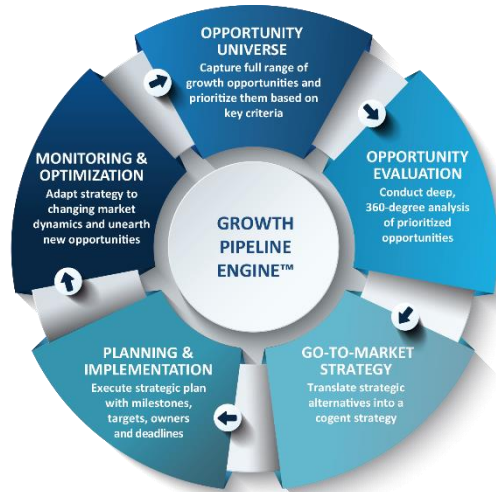 OPPORTUNITY
UNIVERSE
Capture full range of
growth opportunities and
prioritize them based on
key criteria
OPPORTUNITY
EVALUATION
Conduct deep,
360-degree analysis
of prioritized
opportunities
GO-TO-MARKET
STRATEGY
Translate strategic
alternatives into a
cogent strategy
PLANNING &
IMPLEMENTATION
Execute strategic plan
with milestones,
targets, owners
and deadlines
MONITORING &
OPTIMIZATION
Adapt strategy to
changing market
dynamics and unearth
new opportunities
GROWTH
PIPELINE
ENGINE™